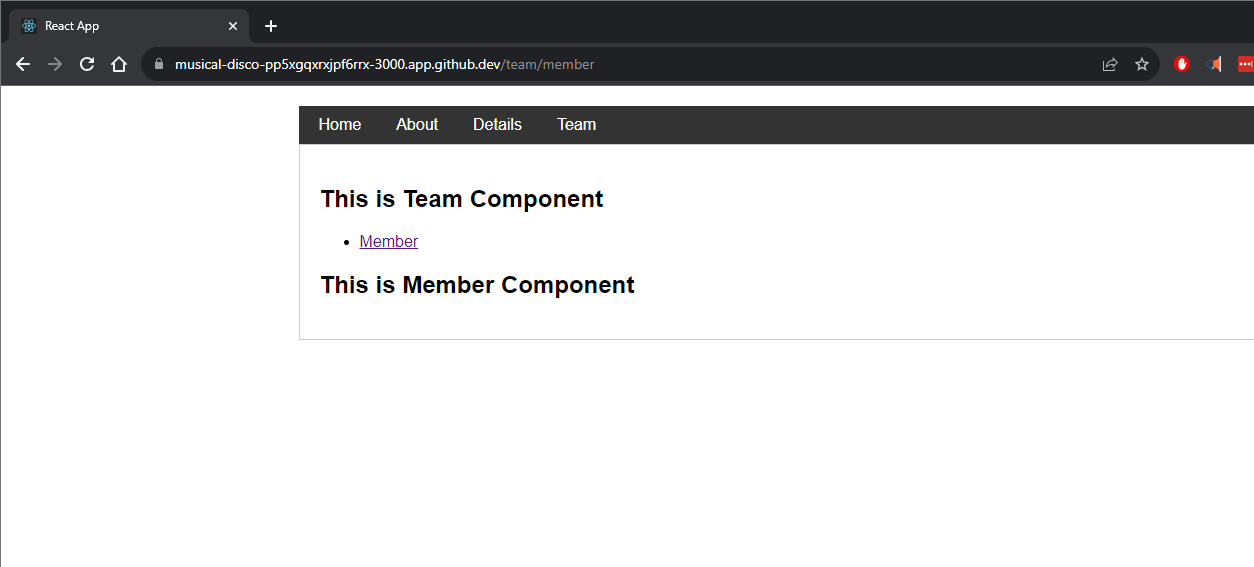 React App
musical-disco-pp5xgqxrxjpf6rrx-3000.app.github.dev/team/member
Home About Details Team
This is Team Component
Member
This is Member Component